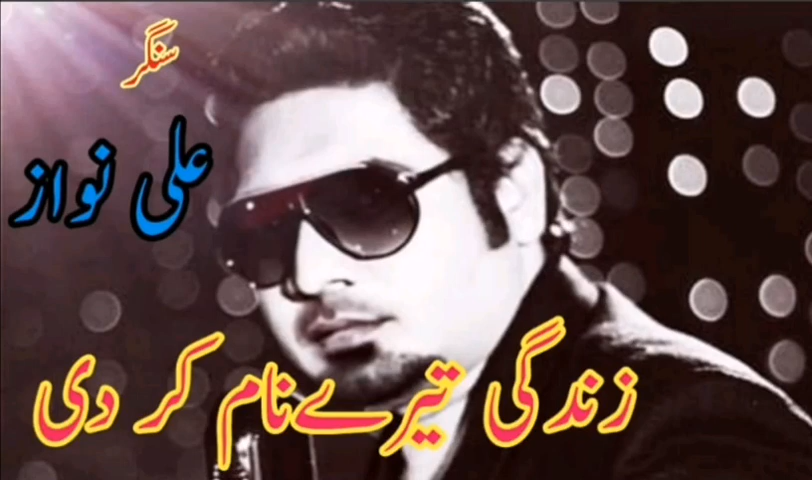 سنگر
علی نواز
زندگی تیرے نام کر دی